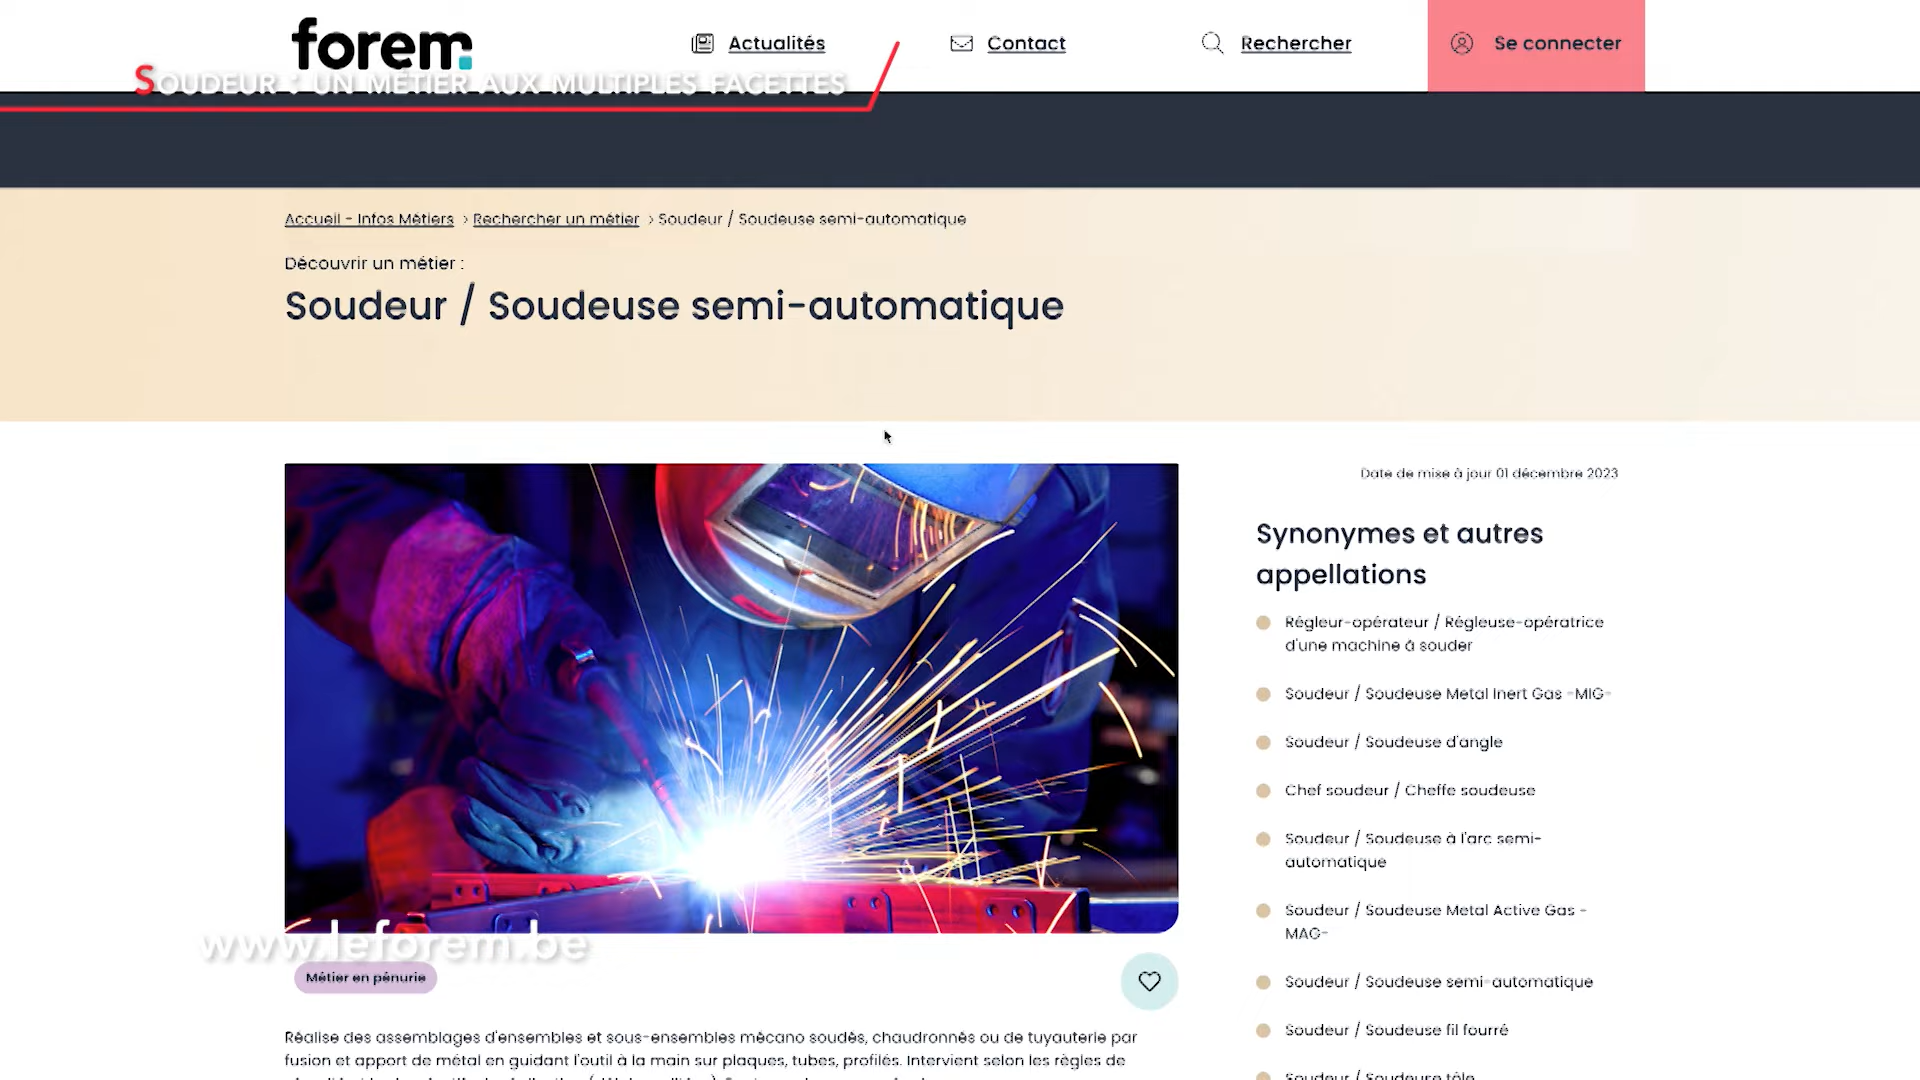 forem
Actualités
Contact
Rechercher
Se connecter
Soudeur : un métier aux multiples facettes
Accueil - Infos Métiers > Rechercher un métier > Soudeur / Soudeuse semi-automatique
Découvrir un métier :
Soudeur / Soudeuse semi-automatique
Date de mise à jour 01 décembre 2023
Synonymes et autres
appellations
Régleur-opérateur / Régleuse-opératrice
d'une machine à souder
Soudeur / Soudeuse Metal Inert Gas -MIG-
Soudeur / Soudeuse d'angle
Chef soudeur / Cheffe soudeuse
Soudeur / Soudeuse à l'arc semi-
automatique
Soudeur / Soudeuse Metal Active Gas -
MAG-
Soudeur / Soudeuse semi-automatique
Soudeur / Soudeuse fil fourré
Soudeur / Soudeuse tôle
www.leforem.be
Métier en pénurie
Réalise des assemblages d'ensembles et sous-ensembles mécano soudés, chaudronnés ou de tuyauterie par
fusion et apport de métal en guidant l'outil à la main sur plaques, tubes, profilés. Intervient selon les règles de